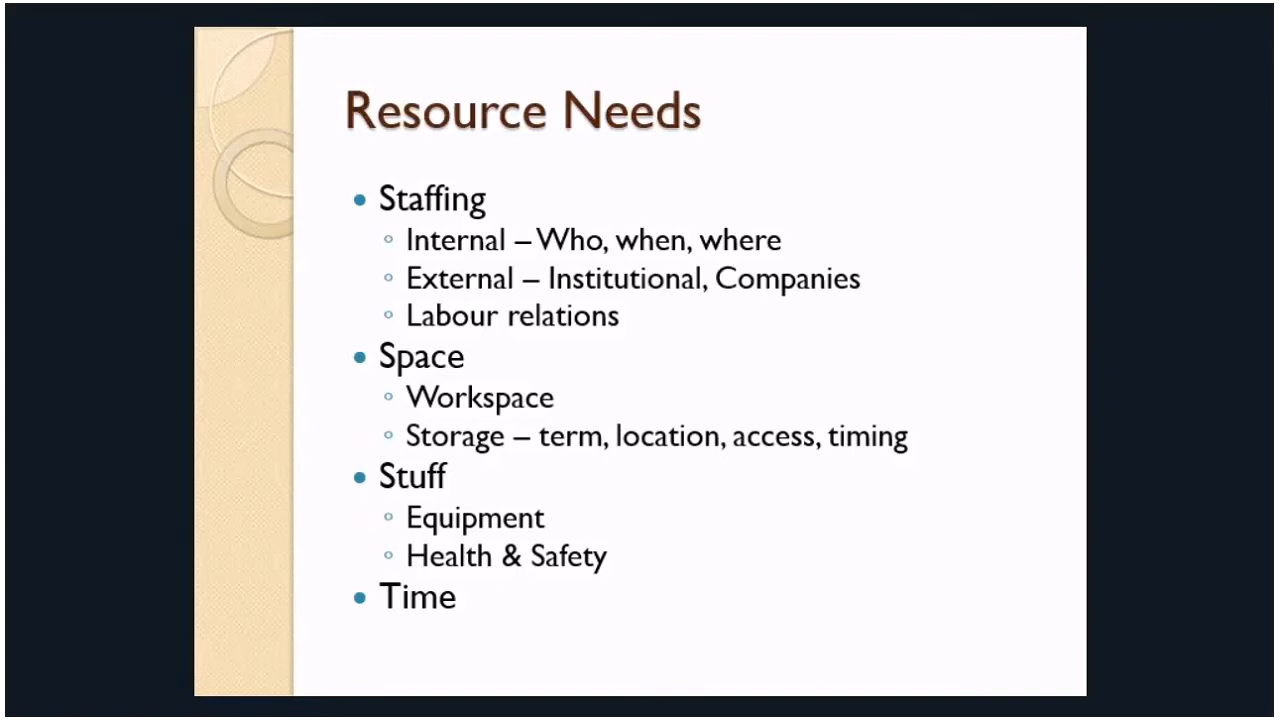 Resource Needs
• Staffing
◦ Internal – Who, when, where
◦ External – Institutional, Companies
◦ Labour relations
• Space
◦ Workspace
◦ Storage – term, location, access, timing
• Stuff
◦ Equipment
◦ Health & Safety
• Time